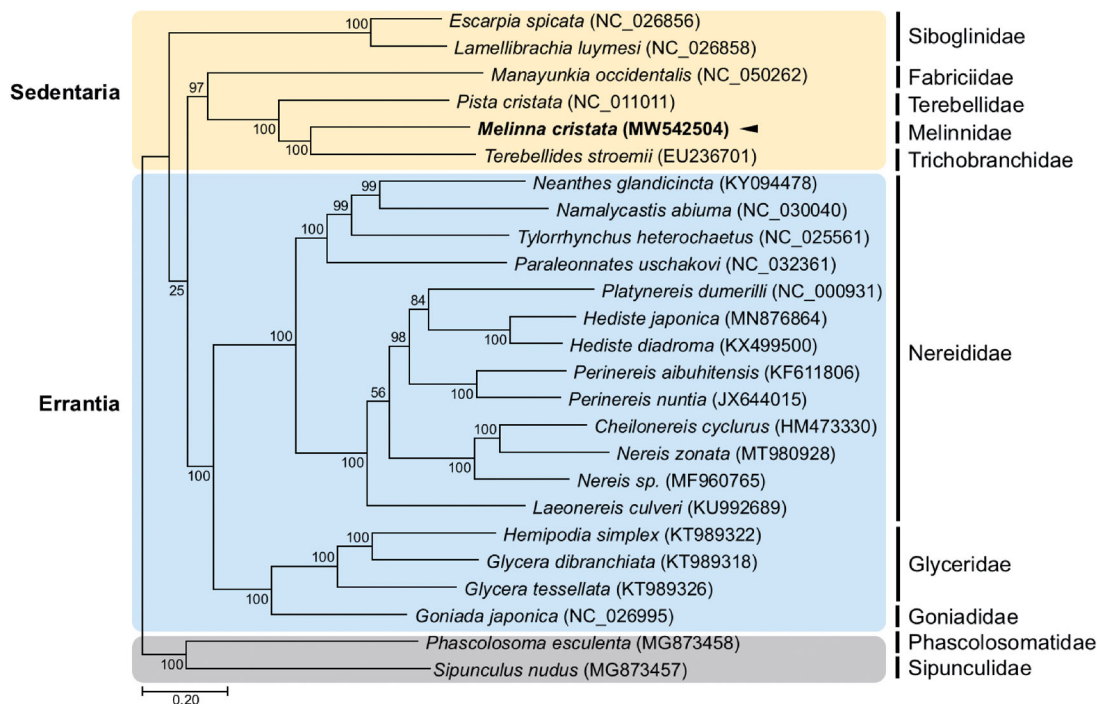 100
Escarpia spicata (NC_026856)
Lamellibrachia luymesi (NC_026858)
Siboglinidae
Sedentaria
97
Manayunkia occidentalis (NC_050262)
Fabriciidae
Pista cristata (NC_011011)
Terebellidae
100
Melinna cristata (MW542504)
Melinnidae
100
Terebellides stroemii (EU236701)
Trichobranchidae
25
Errantia
99
Neanthes glandicincta (KY094478)
99
Namalycastis abiuma (NC_030040)
100
Tylorrhynchus heterochaetus (NC_025561)
Paraleonnates uschakovi (NC_032361)
100
84
Platynereis dumerilli (NC_000931)
98
Hediste japonica (MN876864)
100
Hediste diadroma (KX499500)
Nereididae
56
Perinereis aibuhitensis (KF611806)
100
Perinereis nuntia (JX644015)
100
Cheilonereis cyclurus (HM473330)
100
Nereis zonata (MT980928)
100
Nereis sp. (MF960765)
100
Laeonereis culveri (KU992689)
100
Hemipodia simplex (KT989322)
100
Glycera dibranchiata (KT989318)
Glyceridae
100
Glycera tessellata (KT989326)
Goniada japonica (NC_026995)
Goniadidae
Phascolosoma esculenta (MG873458)
Phascolosomatidae
100
Sipunculus nudus (MG873457)
Sipunculidae
0.20